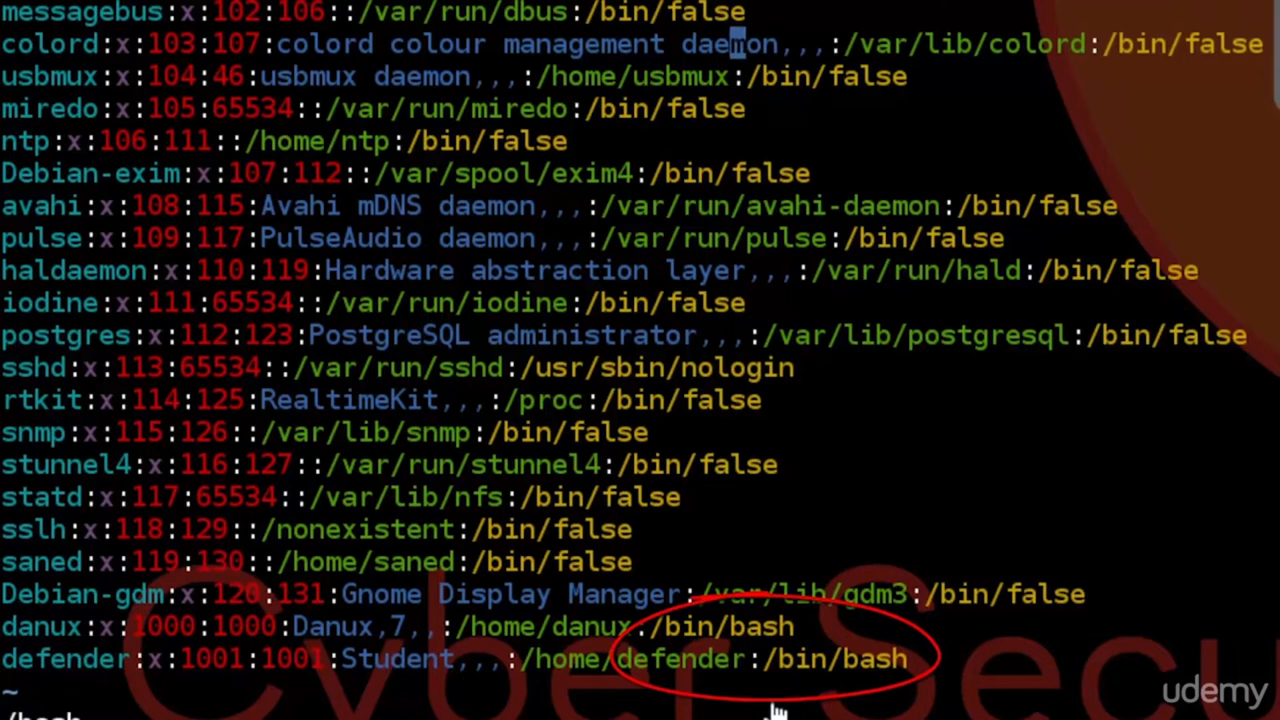 messagebus:x:102:106::/var/run/dbus:/bin/false
colord:x:103:107:colord colour management daemon,,,:/var/lib/colord:/bin/false
usbmux:x:104:46:usbmux daemon,,,:/home/usbmux:/bin/false
miredo:x:105:65534::/var/run/miredo:/bin/false
ntp:x:106:111::/home/ntp:/bin/false
Debian-exim:x:107:112::/var/spool/exim4:/bin/false
avahi:x:108:115:Avahi mDNS daemon,,,:/var/run/avahi-daemon:/bin/false
pulse:x:109:117:PulseAudio daemon,,,:/var/run/pulse:/bin/false
haldaemon:x:110:119:Hardware abstraction layer,,,:/var/run/hald:/bin/false
iodine:x:111:65534::/var/run/iodine:/bin/false
postgres:x:112:123:PostgreSQL administrator,,,:/var/lib/postgresql:/bin/false
sshd:x:113:65534::/var/run/sshd:/usr/sbin/nologin
rtkit:x:114:125:RealtimeKit,,,:/proc:/bin/false
snmp:x:115:126::/var/lib/snmp:/bin/false
stunnel4:x:116:127::/var/run/stunnel4:/bin/false
statd:x:117:65534::/var/lib/nfs:/bin/false
sslh:x:118:129::/nonexistent:/bin/false
saned:x:119:130::/home/saned:/bin/false
Debian-gdm:x:120:131:Gnome Display Manager:/var/lib/gdm3:/bin/false
danux:x:1000:1000:Danux,7,,:/home/danux:/bin/bash
defender:x:1001:1001:Student,,,:/home/defender:/bin/bash
~
/bash
Cyber Secu
udemy